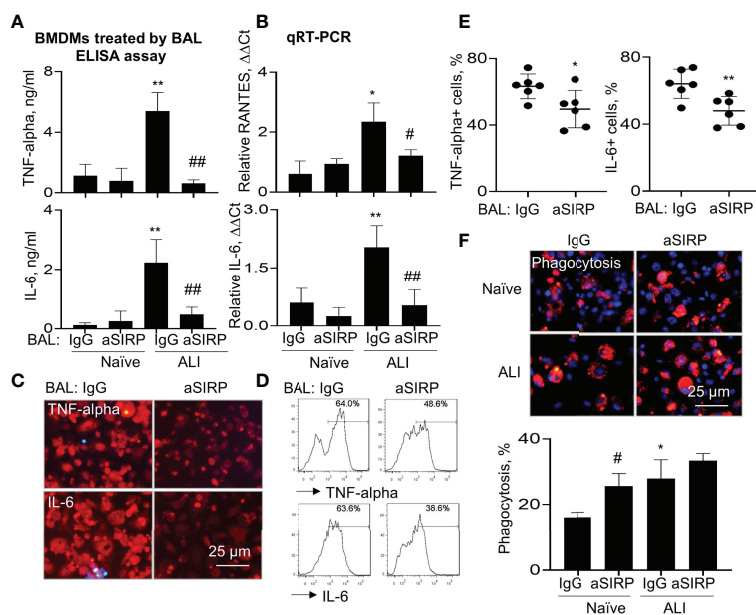 A
BMDMs treated by BAL
ELISA assay
TNF-alpha, ng/ml
8
6
4
2
0
**
##
IL-6, ng/ml
4
3
2
1
0
**
##
BAL: IgG aSIRP IgG aSIRP
Naïve ALI
B
qRT-PCR
Relative RANTES, ΔΔCt
4
2
0
*
#
Relative IL-6, ΔΔCt
3.0
1.5
0.0
**
##
IgG aSIRP IgG aSIRP
Naïve ALI
C
BAL: IgG aSIRP
TNF-alpha
IL-6
25 µm
D
BAL: IgG aSIRP
64.0%
48.6%
TNF-alpha
63.6%
38.6%
IL-6
E
TNF-alpha+ cells, %
80
40
0
*
BAL: IgG aSIRP
IL-6+ cells, %
80
40
0
**
BAL: IgG aSIRP
F
IgG aSIRP
Phagocytosis
Naïve
ALI
25 µm
Phagocytosis, %
40
20
0
#
*
IgG aSIRP IgG aSIRP
Naïve ALI